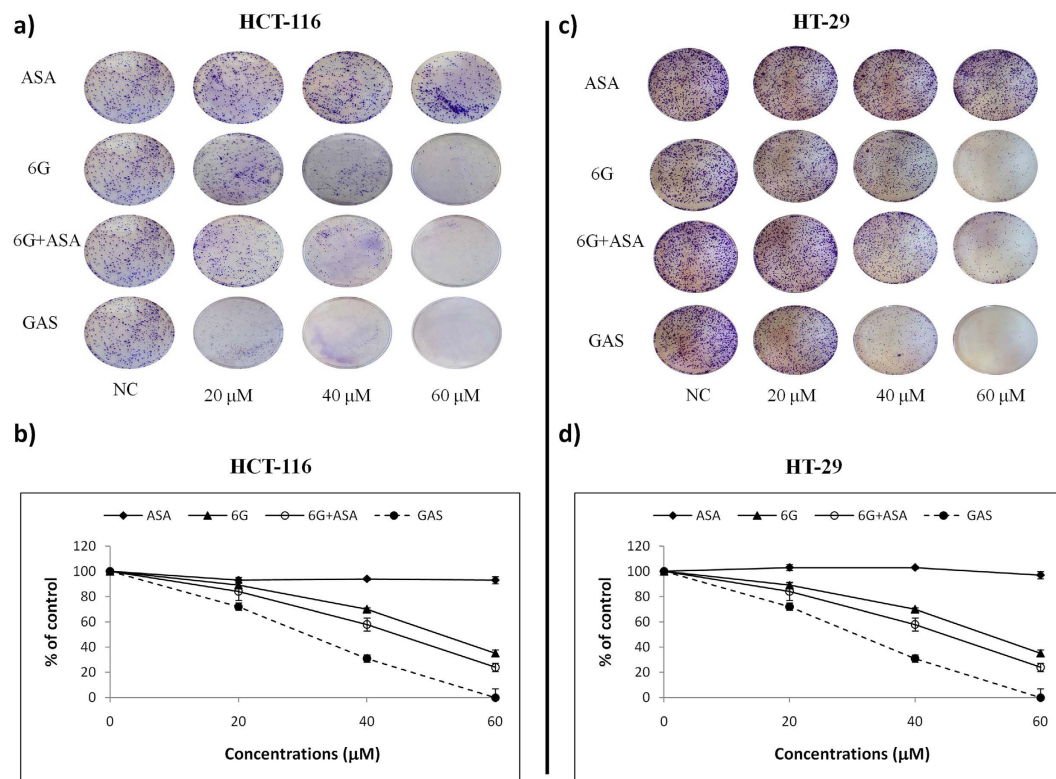 a)
HCT-116
ASA
6G
6G+ASA
GAS
NC 20 μM 40 μM 60 μM
b)
HCT-116
ASA 6G 6G+ASA GAS
% of control
120
100
80
60
40
20
0
0 20 40 60
Concentrations (μM)
c)
HT-29
ASA
6G
6G+ASA
GAS
NC 20 μM 40 μM 60 μM
d)
HT-29
ASA 6G 6G+ASA GAS
% of control
120
100
80
60
40
20
0
0 20 40 60
Concentrations (μM)